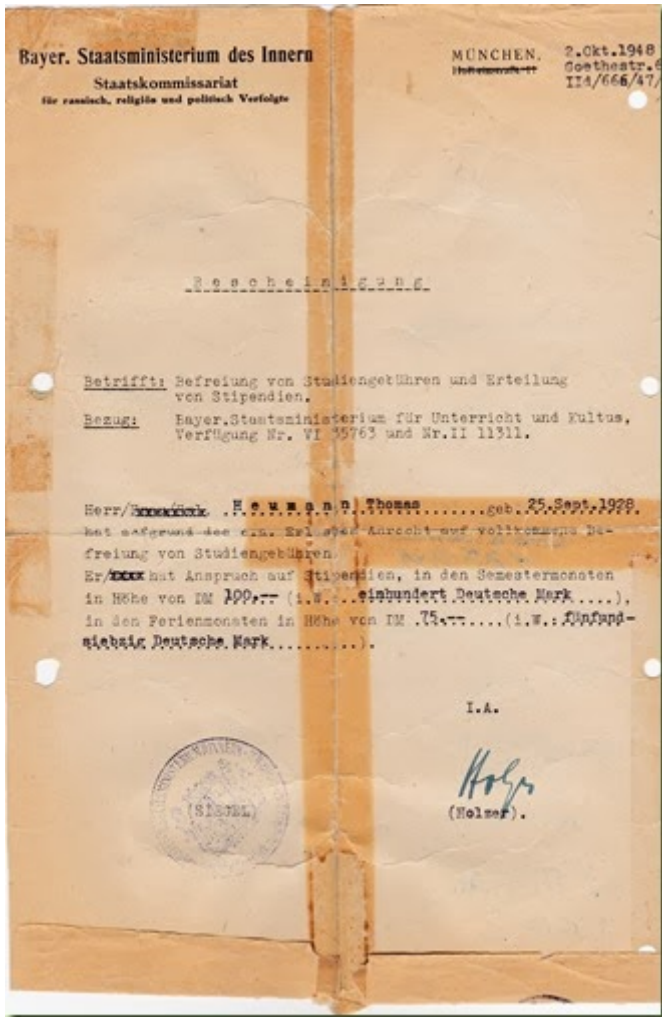 Bayer. Staatsministerium des Innern
Staatskommissariat
für rassisch, religiös und politisch Verfolgte
MÜNCHEN, 2.Okt.1948
Goethestr.6
II4/666/47/
Bescheinigung
Betrifft: Befreiung von Studiengebühren und Erteilung
von Stipendien.
Bezug: Bayer.Staatsministerium für Unterricht und Kultus,
Verfügung Nr. VI 35763 und Nr.II 11311.
Herr/ Heumann Thomas geb. 25.Sept.1928
hat aufgrund des o.a. Erlasses Anrecht auf vollkommene Be-
freiung von Studiengebühren.
Er/ hat Anspruch auf Stipendien, in den Semestermonaten
in Höhe von DM 100,-- (i.W. einhundert Deutsche Mark.....),
in den Ferienmonaten in Höhe von DM .75.--....(i.W.: fünfund-
siebzig Deutsche Mark..........).
I.A.
Holzer
(SIEGEL)
(Holzer).